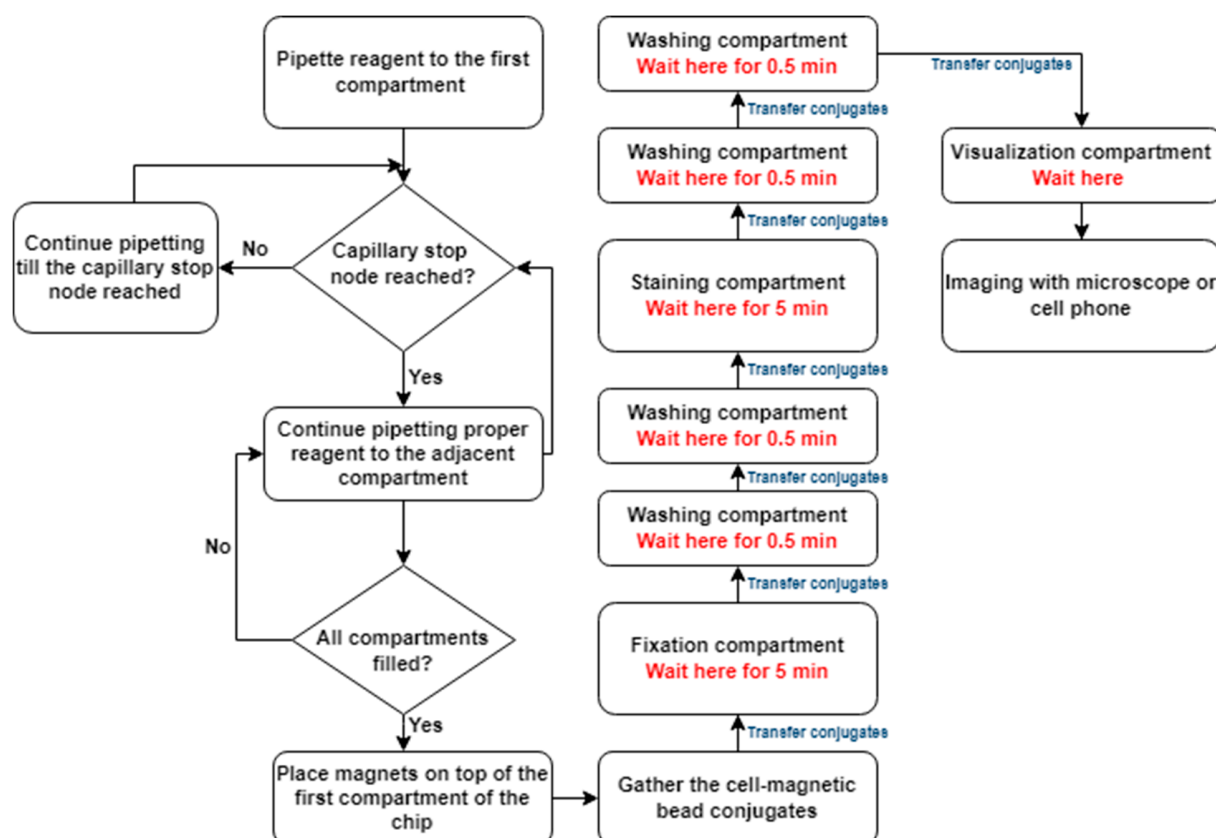 Pipette reagent to the first
compartment
Capillary stop
node reached?
No
Continue pipetting
till the capillary stop
node reached
Yes
Continue pipetting proper
reagent to the adjacent
compartment
All compartments
filled?
No
Yes
Place magnets on top of the
first compartment of the
chip
Gather the cell-magnetic
bead conjugates
Transfer conjugates
Fixation compartment
Wait here for 5 min
Transfer conjugates
Washing compartment
Wait here for 0.5 min
Transfer conjugates
Washing compartment
Wait here for 0.5 min
Transfer conjugates
Staining compartment
Wait here for 5 min
Transfer conjugates
Washing compartment
Wait here for 0.5 min
Transfer conjugates
Washing compartment
Wait here for 0.5 min
Transfer conjugates
Visualization compartment
Wait here
Imaging with microscope or
cell phone